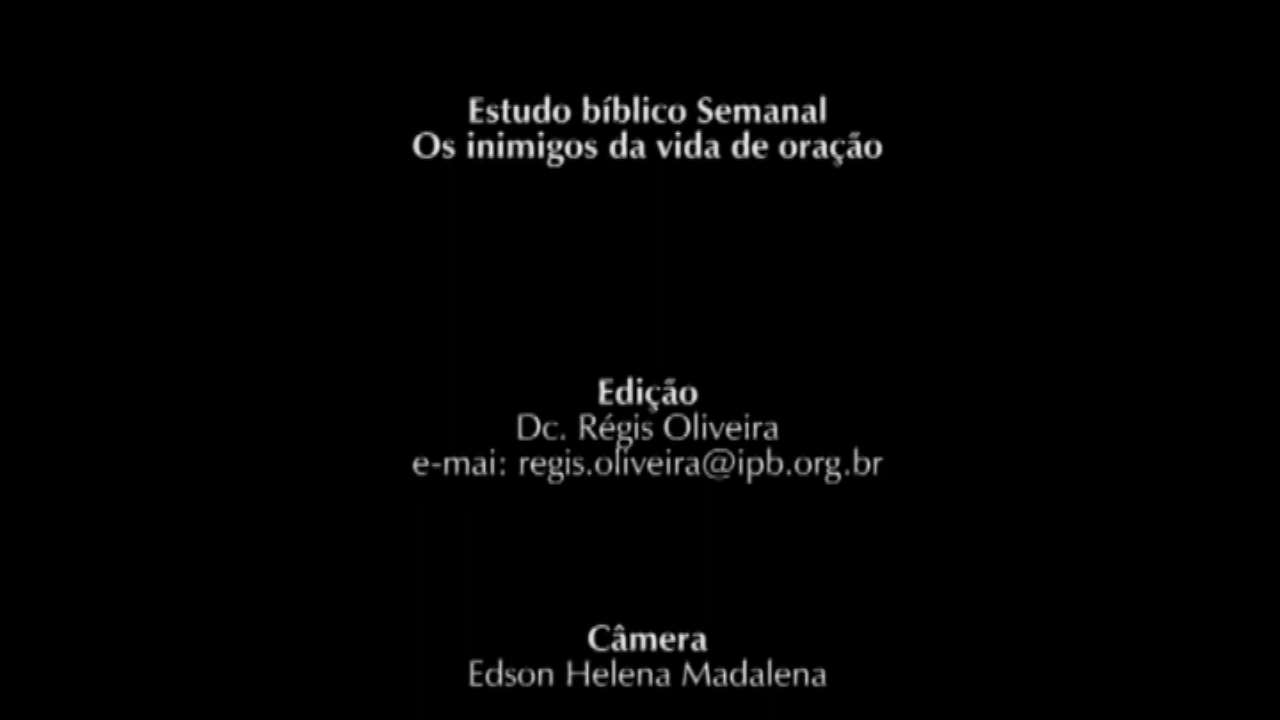 Estudo bíblico Semanal
Os inimigos da vida de oração
Edição
Dc. Régis Oliveira
e-mai: regis.oliveira@ipb.org.br
Câmera
Edson Helena Madalena